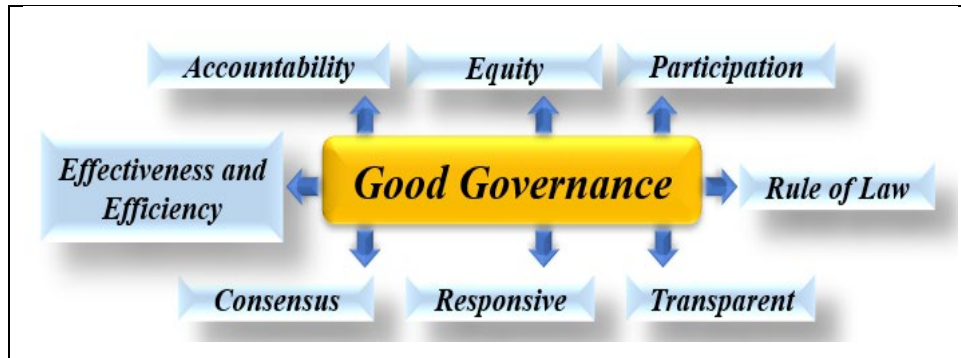 Accountability
Equity
Participation
Effectiveness and
Efficiency
Good Governance
Rule of Law
Consensus
Responsive
Transparent